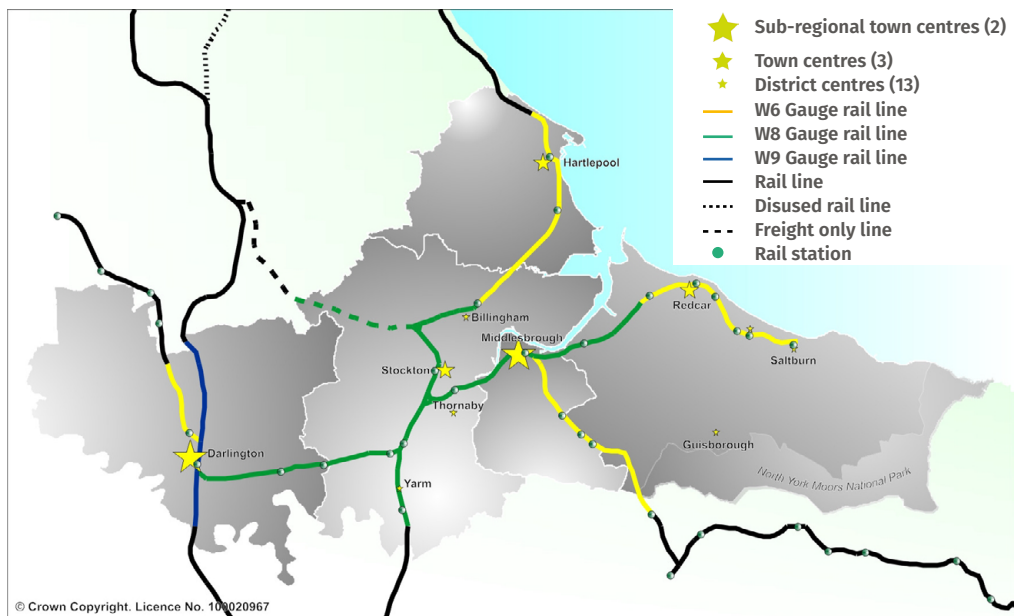 Sub-regional town centres (2)
Town centres (3)
District centres (13)
W6 Gauge rail line
W8 Gauge rail line
W9 Gauge rail line
Rail line
Disused rail line
Freight only line
Rail station
Hartlepool
Redcar
Billingham
Middlesbrough
Saltburn
Stockton
Thornaby
Guisborough
Darlington
North York Moors National Park
Yarm
© Crown Copyright. Licence No. 100020967